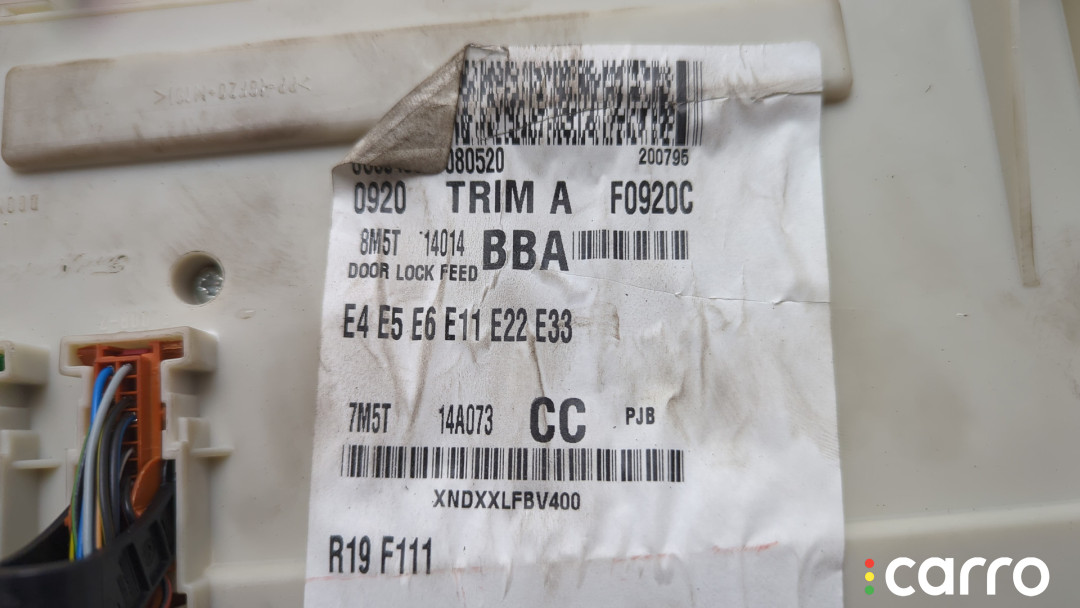 080520 200795
0920 TRIM A F0920C
8M5T 14014 BBA
DOOR LOCK FEED
E4 E5 E6 E11 E22 E33
7M5T 14A073 CC PJB
XNDXXLFBV400
R19 F111
carro